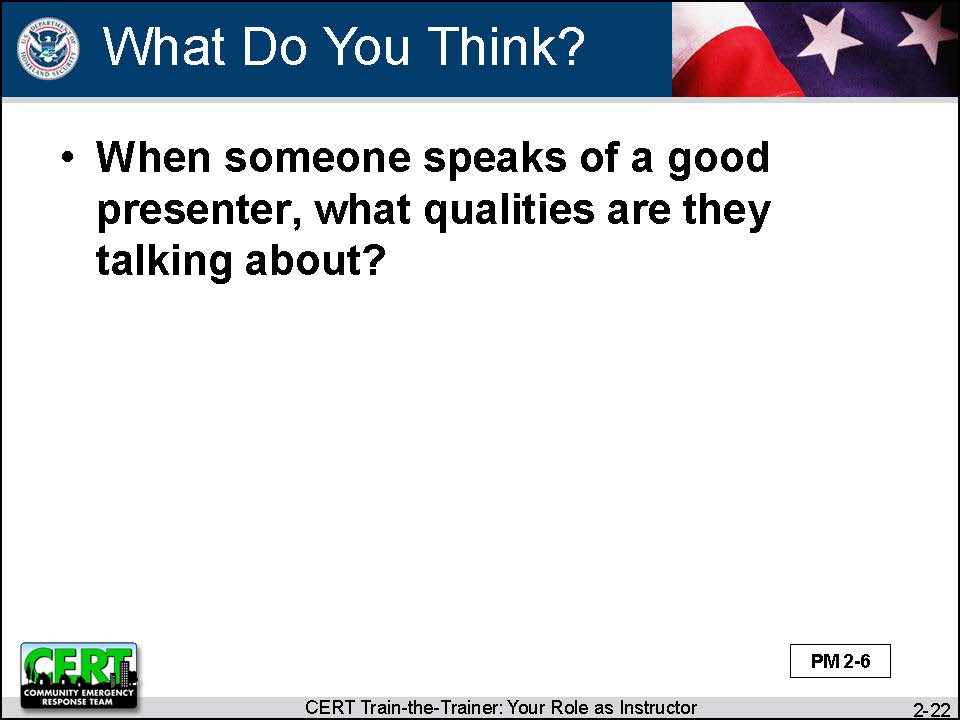 What Do You Think?
• When someone speaks of a good
presenter, what qualities are they
talking about?
PM 2-6
CERT
COMMUNITY EMERGENCY
RESPONSE TEAM
CERT Train-the-Trainer: Your Role as Instructor
2-22
U.S. DEPARTMENT OF
HOMELAND SECURITY